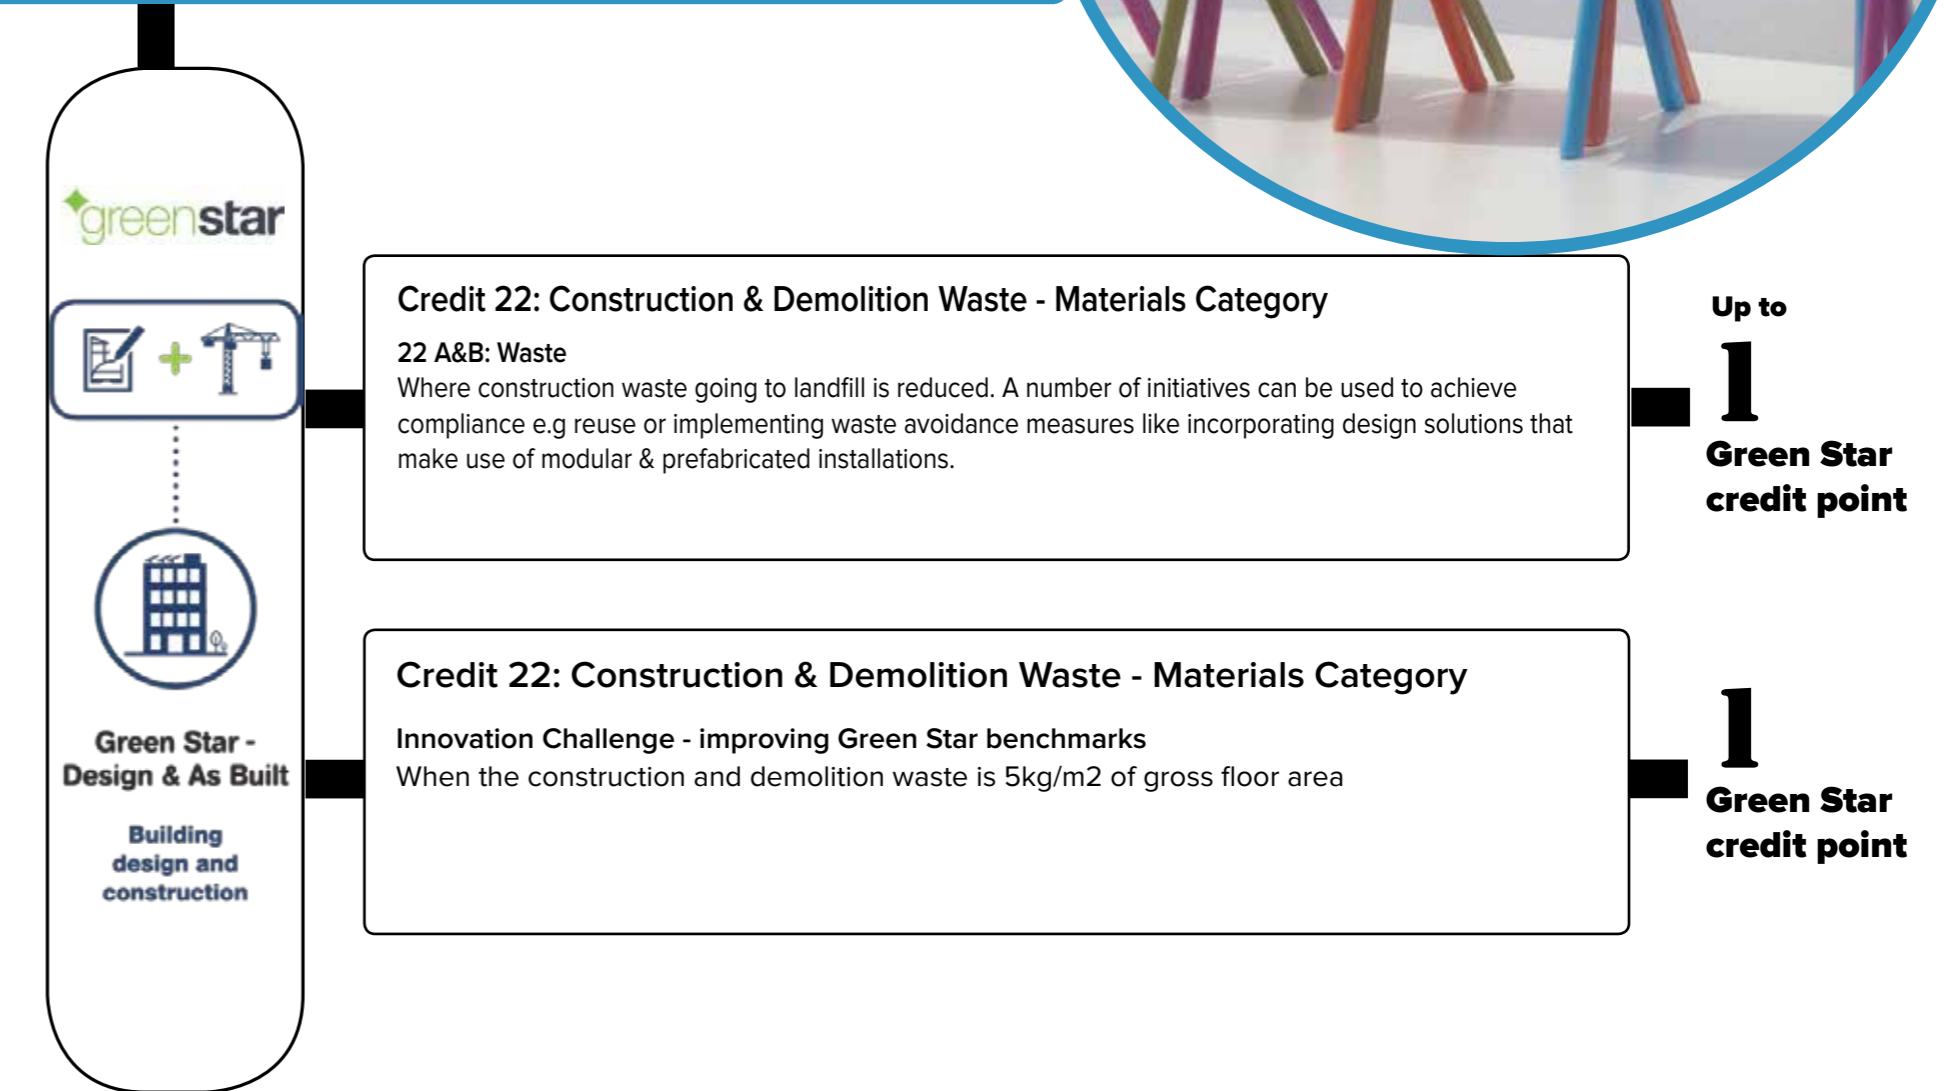 greenstar
Green Star -
Design & As Built
Building
design and
construction
Credit 22: Construction & Demolition Waste - Materials Category
22 A&B: Waste
Where construction waste going to landfill is reduced. A number of initiatives can be used to achieve
compliance e.g reuse or implementing waste avoidance measures like incorporating design solutions that
make use of modular & prefabricated installations.
Up to
1
Green Star
credit point
Credit 22: Construction & Demolition Waste - Materials Category
Innovation Challenge - improving Green Star benchmarks
When the construction and demolition waste is 5kg/m2 of gross floor area
1
Green Star
credit point